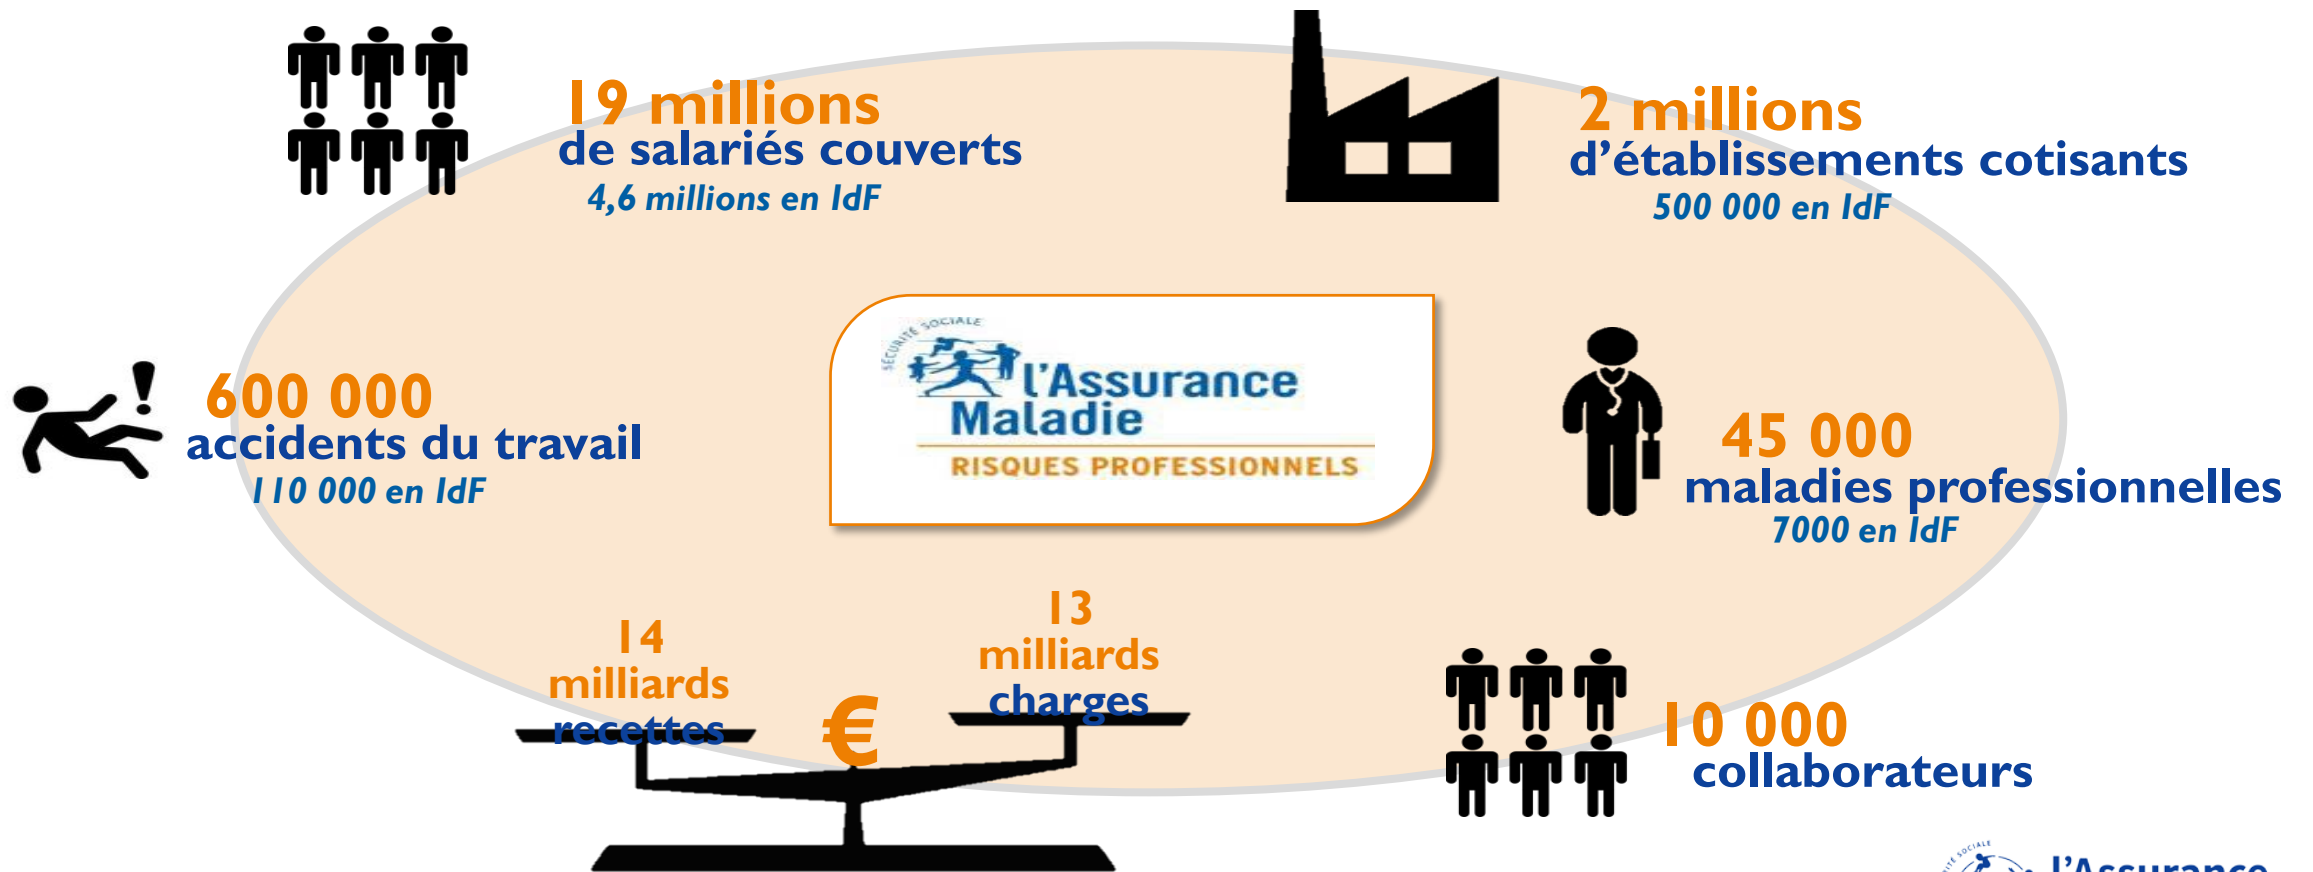 19 millions
de salariés couverts
4,6 millions en IdF
2 millions
d’établissements cotisants
500 000 en IdF
600 000
accidents du travail
110 000 en IdF
SÉCURITÉ SOCIALE
l'Assurance
Maladie
RISQUES PROFESSIONNELS
45 000
maladies professionnelles
7000 en IdF
14
milliards
recettes
€
13
milliards
charges
10 000
collaborateurs
SOCIALE
l'Assurance